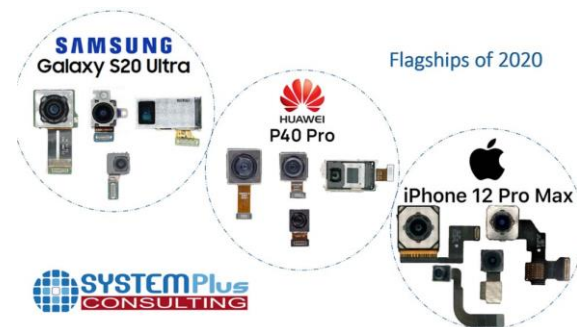 SAMSUNG
Galaxy S20 Ultra
Flagships of 2020
HUAWEI
P40 Pro
iPhone 12 Pro Max
SYSTEMPlus
CONSULTING